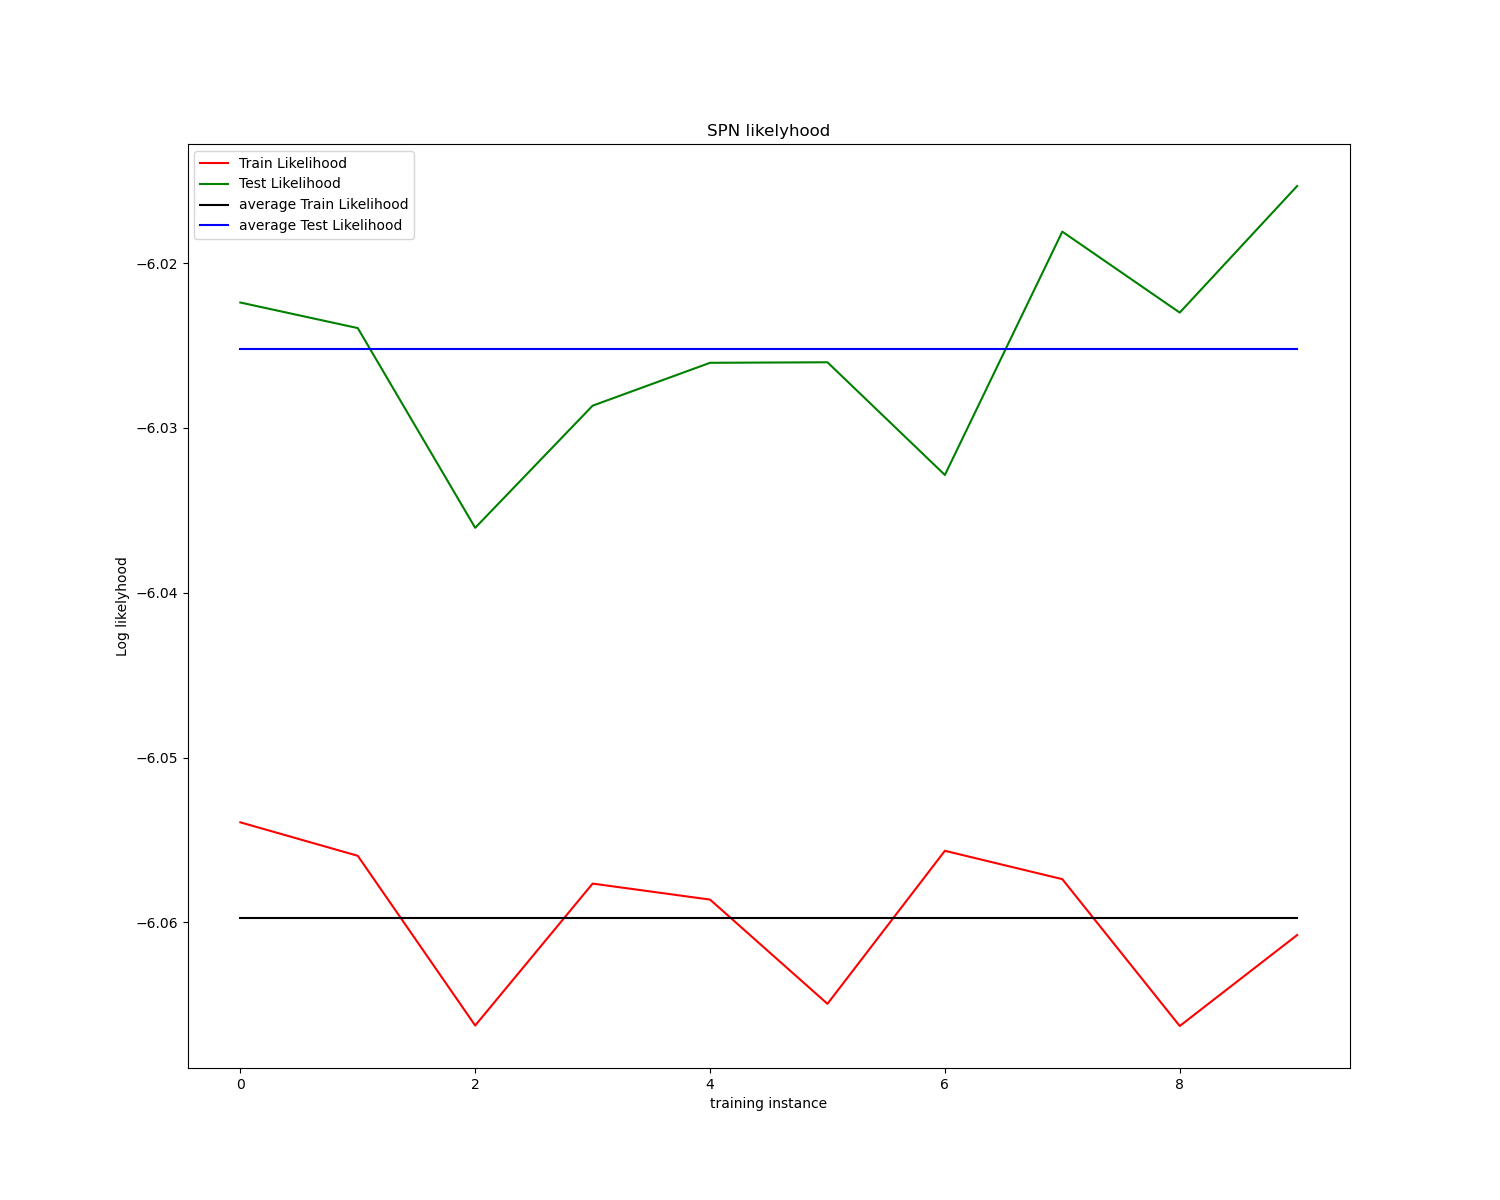 SPN likelyhood
Train Likelihood
Test Likelihood
average Train Likelihood
average Test Likelihood
−6.02
−6.03
−6.04
−6.05
−6.06
Log likelyhood
0 2 4 6 8
training instance